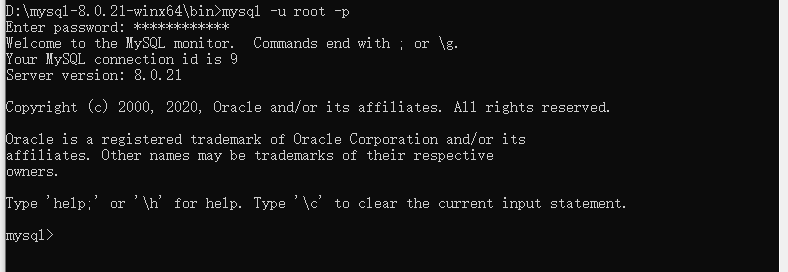 D:\mysql-8.0.21-winx64\bin>mysql -u root -p
Enter password: ************
Welcome to the MySQL monitor.  Commands end with ; or \g.
Your MySQL connection id is 9
Server version: 8.0.21
Copyright (c) 2000, 2020, Oracle and/or its affiliates. All rights reserved.
Oracle is a registered trademark of Oracle Corporation and/or its
affiliates. Other names may be trademarks of their respective
owners.
Type 'help;' or '\h' for help. Type '\c' to clear the current input statement.
mysql>